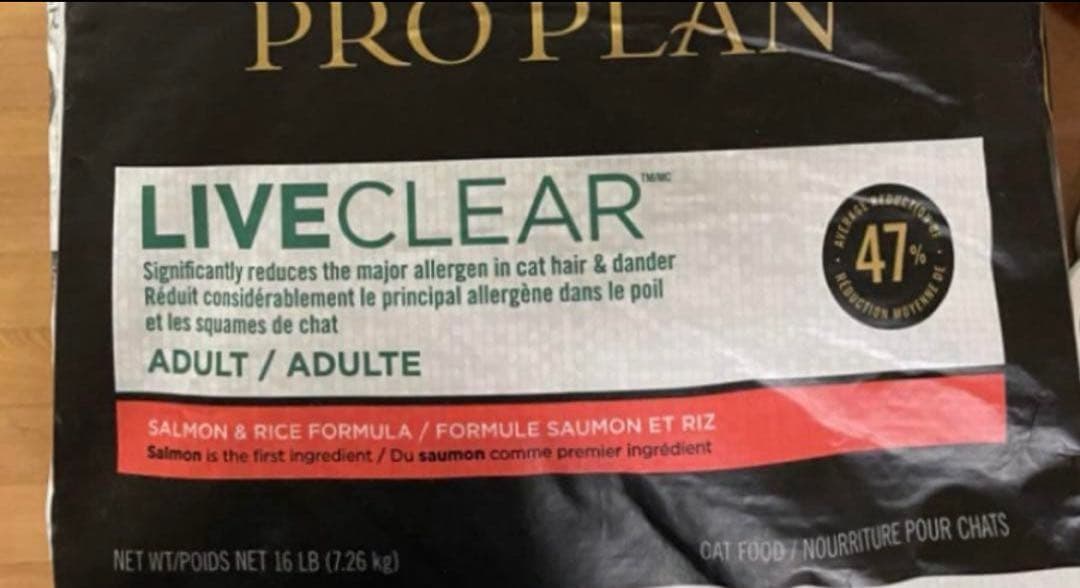 PRO PLAN
LIVECLEAR™/MC
Significantly reduces the major allergen in cat hair & dander
Réduit considérablement le principal allergène dans le poil
et les squames de chat
ADULT / ADULTE
AVERAGE REDUCTION OF
47%
RÉDUCTION MOYENNE DE
SALMON & RICE FORMULA / FORMULE SAUMON ET RIZ
Salmon is the first ingredient / Du saumon comme premier ingrédient
NET WT/POIDS NET 16 LB (7.26 kg)
CAT FOOD / NOURRITURE POUR CHATS